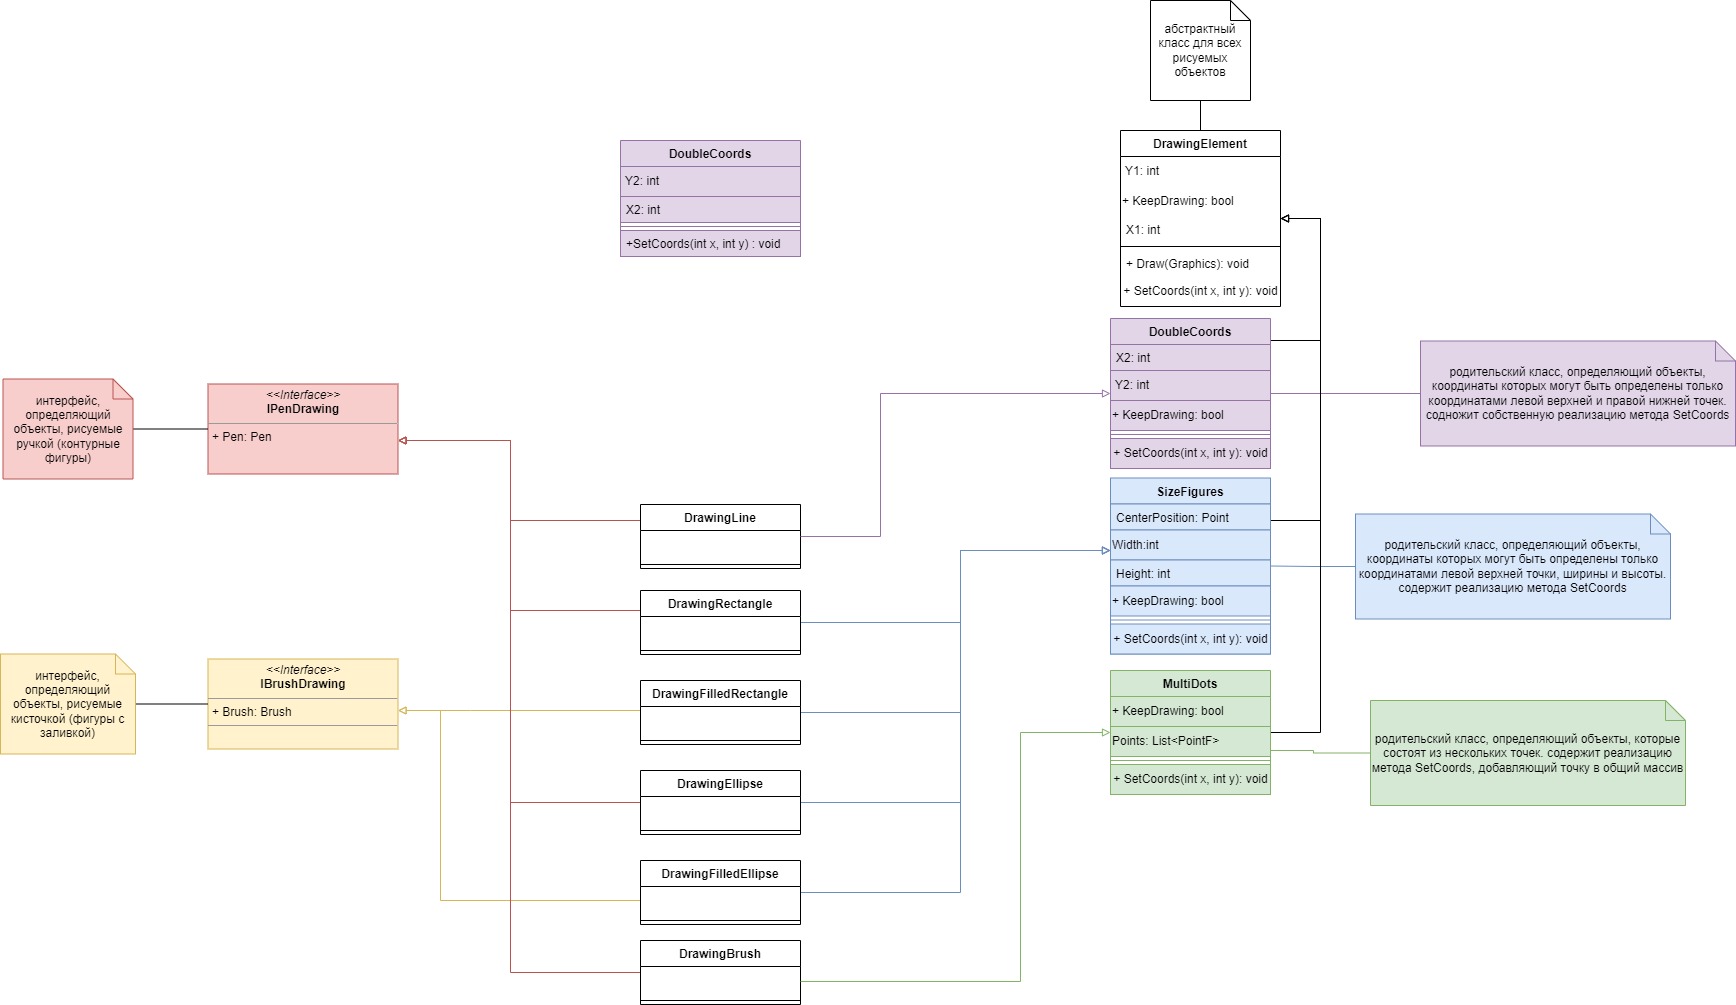 абстрактный
класс для всех
рисуемых
объектов
DrawingElement
Y1: int
+ KeepDrawing: bool
X1: int
+ Draw(Graphics): void
+ SetCoords(int x, int y): void
DoubleCoords
Y2: int
X2: int
+SetCoords(int x, int y) : void
DoubleCoords
X2: int
Y2: int
+ KeepDrawing: bool
+ SetCoords(int x, int y): void
родительский класс, определяющий объекты,
координаты которых могут быть определены только
координатами левой верхней и правой нижней точек.
содножит собственную реализацию метода SetCoords
интерфейс,
определяющий
объекты, рисуемые
ручкой (контурные
фигуры)
<<Interface>>
IPenDrawing
+ Pen: Pen
SizeFigures
CenterPosition: Point
Width:int
Height: int
+ KeepDrawing: bool
+ SetCoords(int x, int y): void
родительский класс, определяющий объекты,
координаты которых могут быть определены только
координатами левой верхней точки, ширины и высоты.
содержит реализацию метода SetCoords
DrawingLine
DrawingRectangle
DrawingFilledRectangle
DrawingEllipse
DrawingFilledEllipse
DrawingBrush
интерфейс,
определяющий
объекты, рисуемые
кисточкой (фигуры с
заливкой)
<<Interface>>
IBrushDrawing
+ Brush: Brush
MultiDots
+ KeepDrawing: bool
Points: List<PointF>
+ SetCoords(int x, int y): void
родительский класс, определяющий объекты, которые
состоят из нескольких точек. содержит реализацию
метода SetCoords, добавляющий точку в общий массив